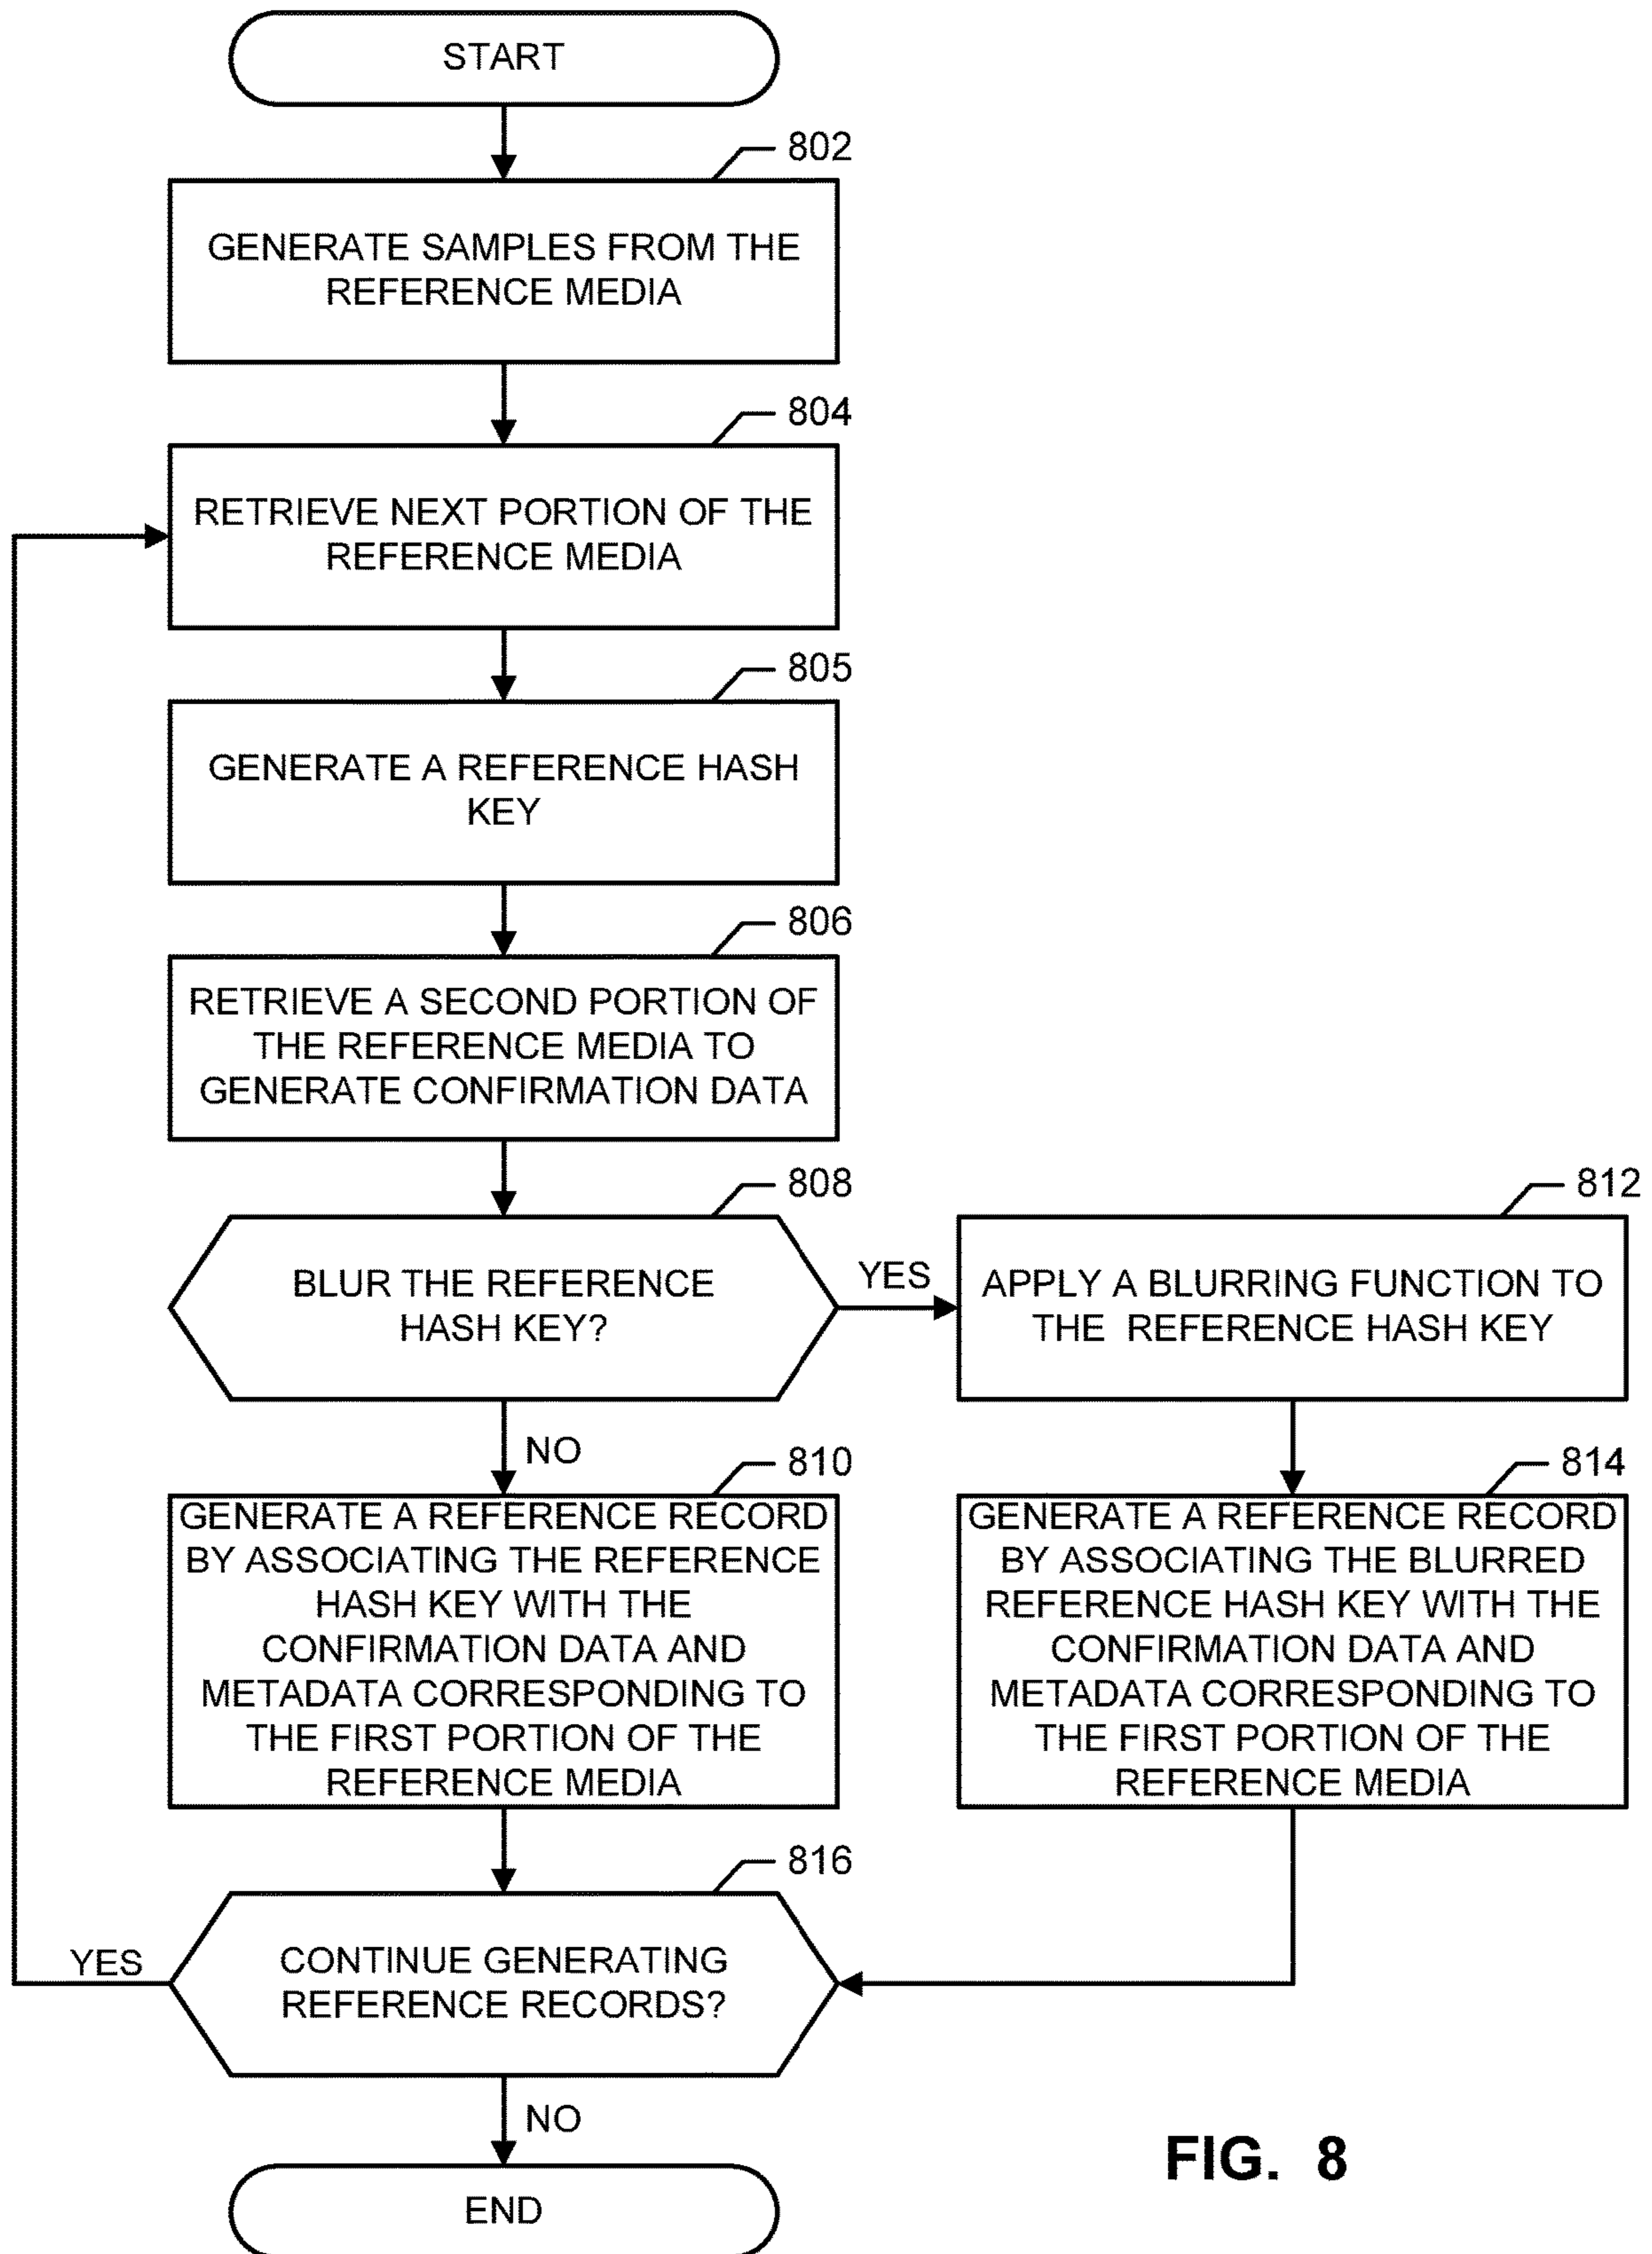 START
802
GENERATE SAMPLES FROM THE
REFERENCE MEDIA
804
RETRIEVE NEXT PORTION OF THE
REFERENCE MEDIA
805
GENERATE A REFERENCE HASH
KEY
806
RETRIEVE A SECOND PORTION OF
THE REFERENCE MEDIA TO
GENERATE CONFIRMATION DATA
808
BLUR THE REFERENCE
HASH KEY?
YES
812
APPLY A BLURRING FUNCTION TO
THE REFERENCE HASH KEY
NO
810
GENERATE A REFERENCE RECORD
BY ASSOCIATING THE REFERENCE
HASH KEY WITH THE
CONFIRMATION DATA AND
METADATA CORRESPONDING TO
THE FIRST PORTION OF THE
REFERENCE MEDIA
814
GENERATE A REFERENCE RECORD
BY ASSOCIATING THE BLURRED
REFERENCE HASH KEY WITH THE
CONFIRMATION DATA AND
METADATA CORRESPONDING TO
THE FIRST PORTION OF THE
REFERENCE MEDIA
816
YES
CONTINUE GENERATING
REFERENCE RECORDS?
NO
END
FIG. 8